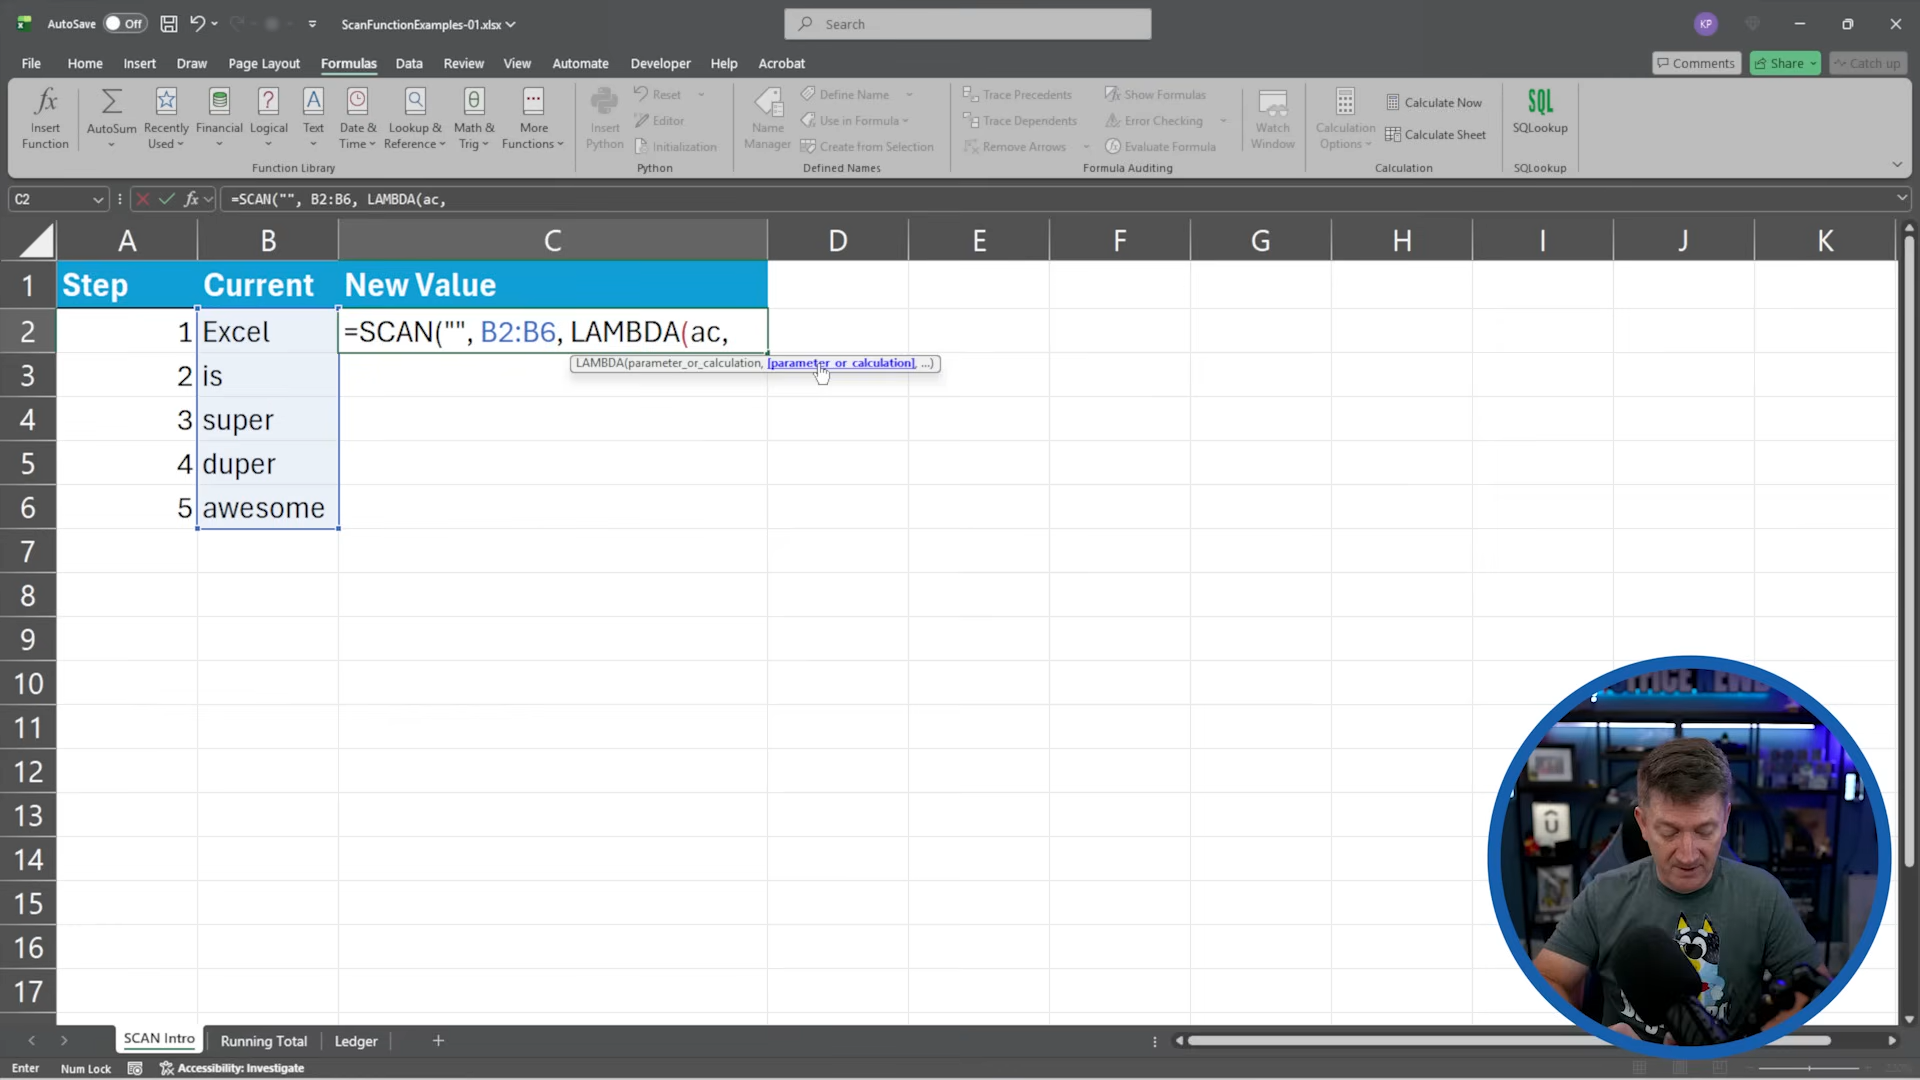 AutoSave Off ScanFunctionExamples-01.xlsx Search KP
File Home Insert Draw Page Layout Formulas Data Review View Automate Developer Help Acrobat Comments Share Catch up
Insert Function
AutoSum
Recently Used
Financial
Logical
Text
Date & Time
Lookup & Reference
Math & Trig
More Functions
Function Library
Insert Python
Reset
Editor
Initialization
Python
Name Manager
Define Name
Use in Formula
Create from Selection
Defined Names
Trace Precedents
Trace Dependents
Remove Arrows
Show Formulas
Error Checking
Evaluate Formula
Formula Auditing
Watch Window
Calculation Options
Calculate Now
Calculate Sheet
Calculation
SQL
SQLookup
SQLookup
C2 fx =SCAN("", B2:B6, LAMBDA(ac,
A B C D E F G H I J K
1 Step Current New Value
2 1 Excel =SCAN("", B2:B6, LAMBDA(ac,
LAMBDA(parameter_or_calculation, [parameter_or_calculation], ...)
3 2 is
4 3 super
5 4 duper
6 5 awesome
7
8
9
10
11
12
13
14
15
16
17
SCAN Intro Running Total Ledger
Enter Num Lock Accessibility: Investigate